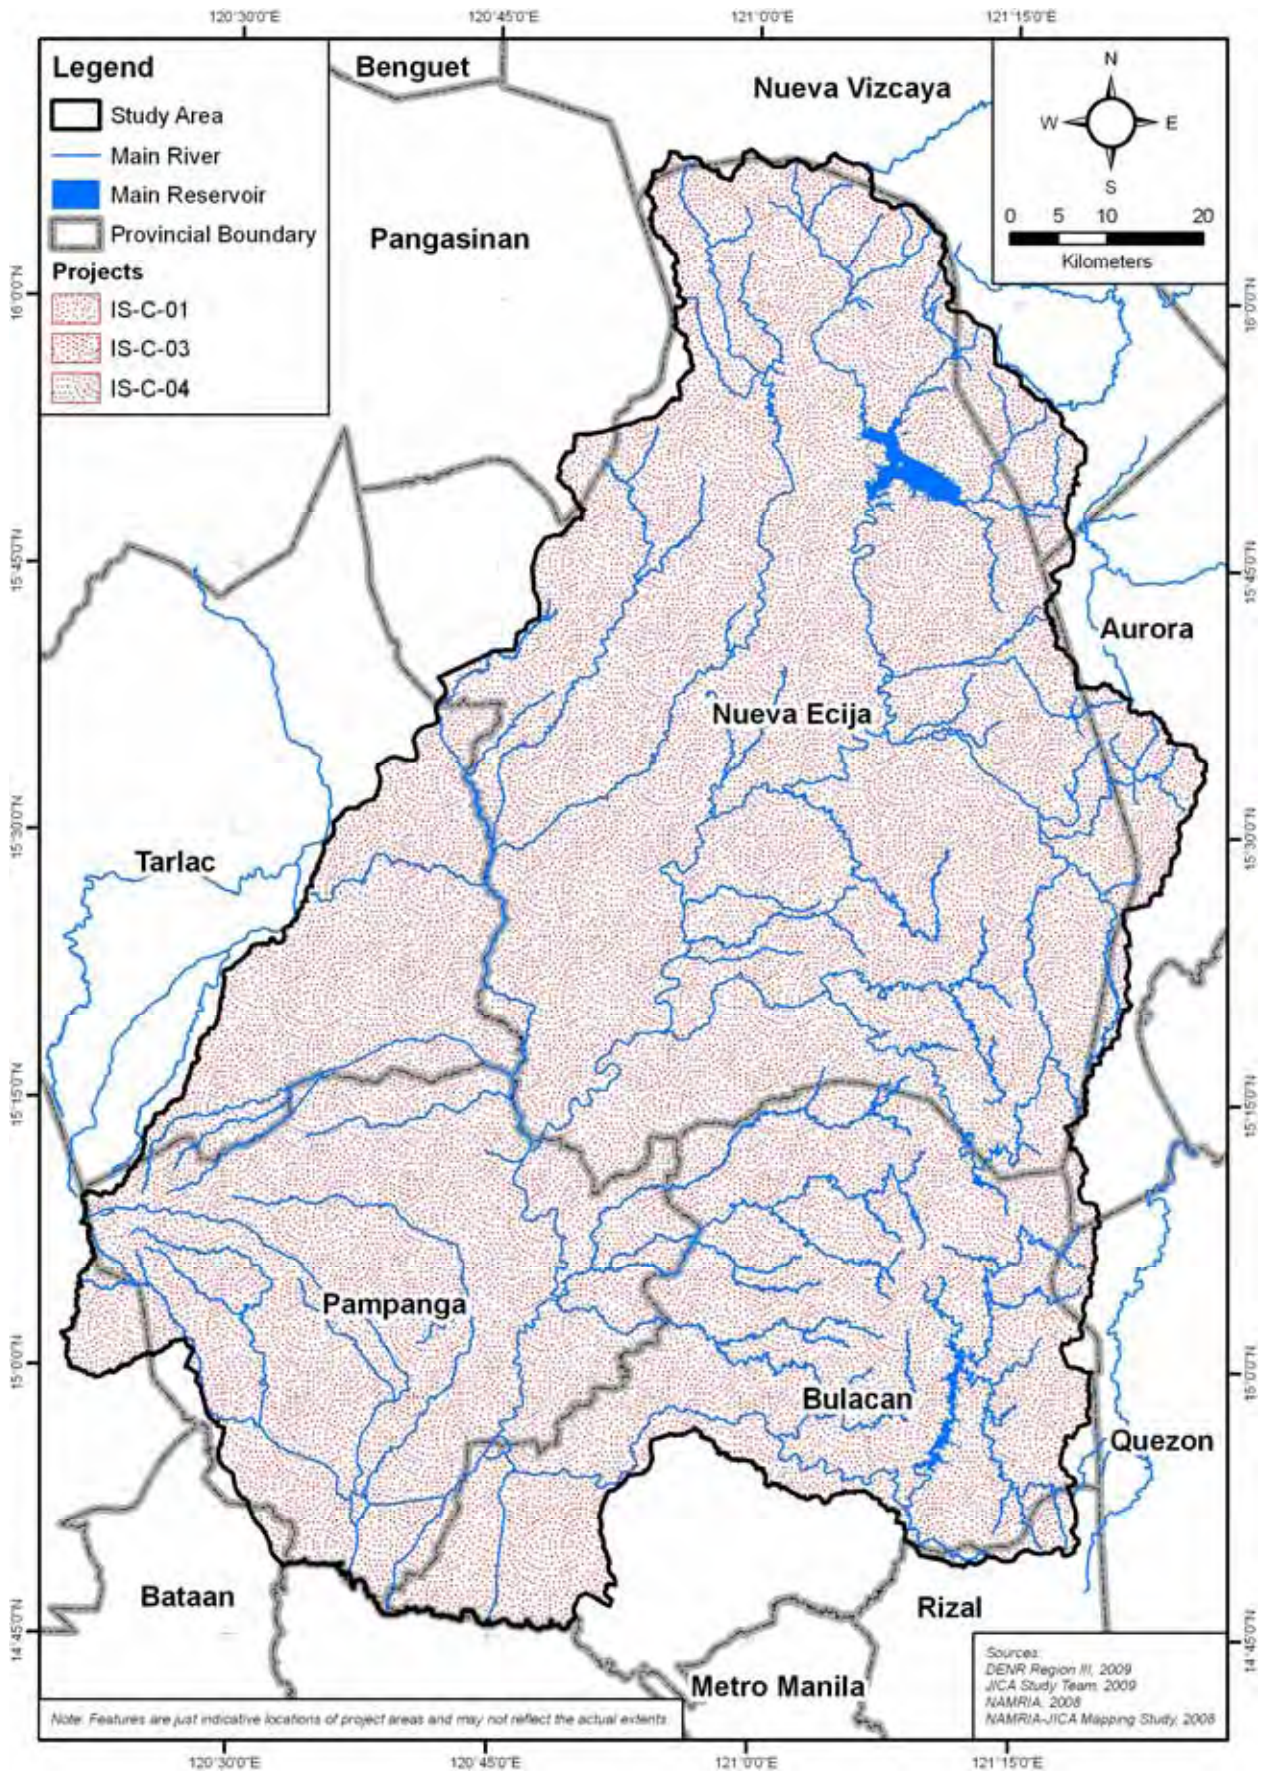 120°30'0"E 120°45'0"E 121°0'0"E 121°15'0"E
Legend
Study Area
Main River
Main Reservoir
Provincial Boundary
Projects
IS-C-01
IS-C-03
IS-C-04
Benguet
Nueva Vizcaya
N
W E
S
0 5 10 20
Kilometers
Pangasinan
16°0'0"N 16°0'0"N
15°45'0"N 15°45'0"N
Aurora
Nueva Ecija
15°30'0"N 15°30'0"N
Tarlac
15°15'0"N 15°15'0"N
Pampanga
15°0'0"N 15°0'0"N
Bulacan
Quezon
Bataan
Rizal
14°45'0"N 14°45'0"N
Metro Manila
Sources:
DENR Region III, 2009
JICA Study Team, 2009
NAMRIA, 2008
NAMRIA-JICA Mapping Study, 2008
Note: Features are just indicative locations of project areas and may not reflect the actual extents.
120°30'0"E 120°45'0"E 121°0'0"E 121°15'0"E